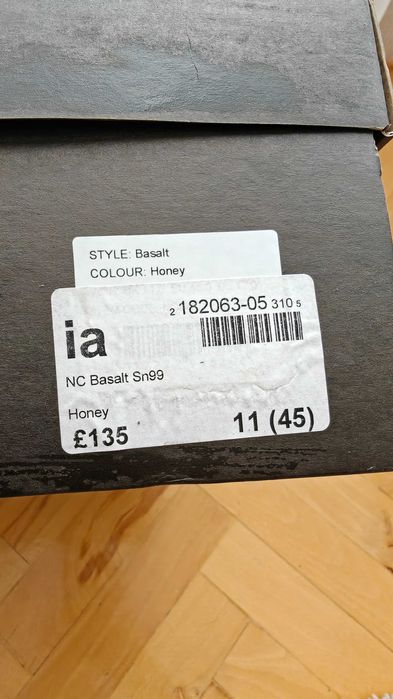 STYLE: Basalt
COLOUR: Honey
2 182063-05 310 5
ia
NC Basalt Sn99
Honey
£135 11 (45)